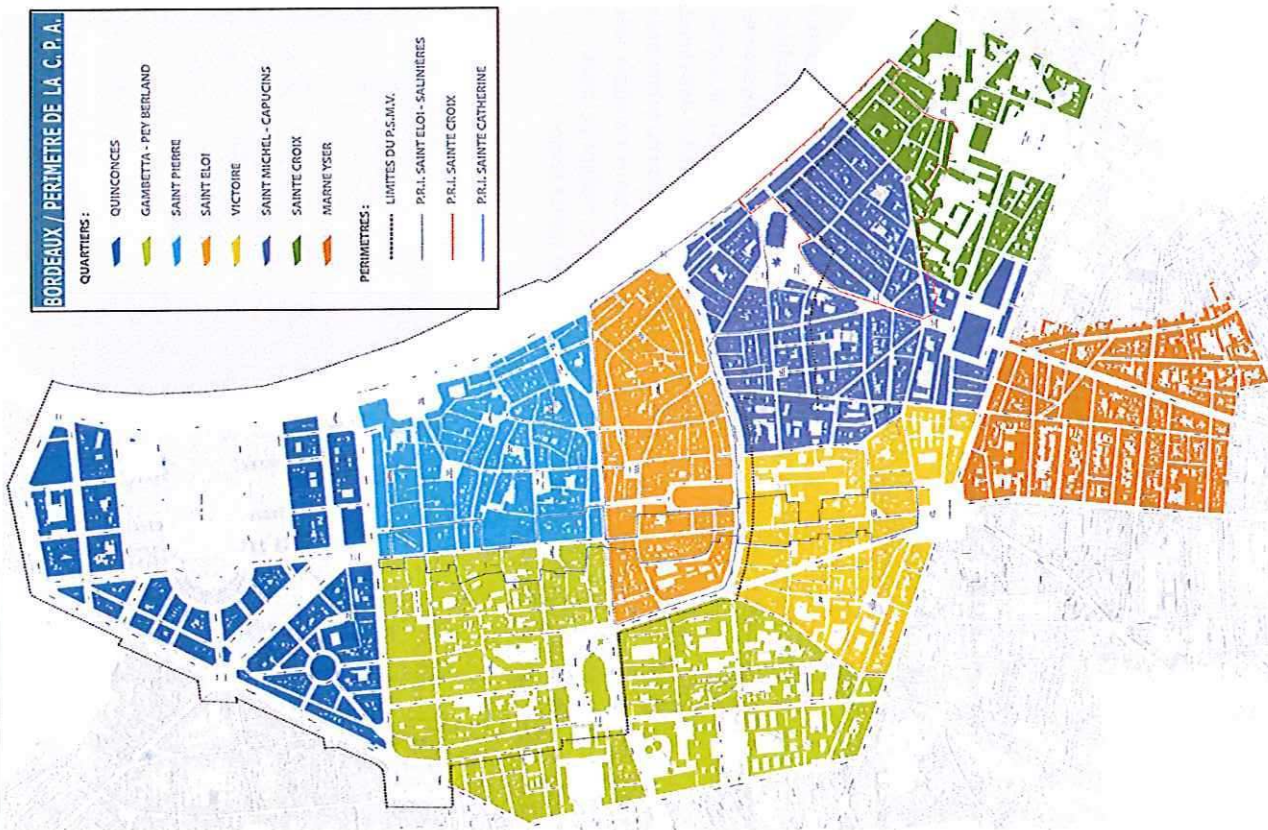 BORDEAUX / PERIMETRE DE LA C. P. A.
QUARTIERS :
QUINCONCES
GAMBETTA - PEY BERLAND
SAINT PIERRE
SAINT ELOI
VICTOIRE
SAINT MICHEL - CAPUCINS
SAINTE CROIX
MARNE YSER
PERIMETRES :
LIMITES DU P.S.M.V.
P.R.I. SAINT ELOI - SALINIÈRES
P.R.I. SAINTE CROIX
P.R.I. SAINTE CATHERINE